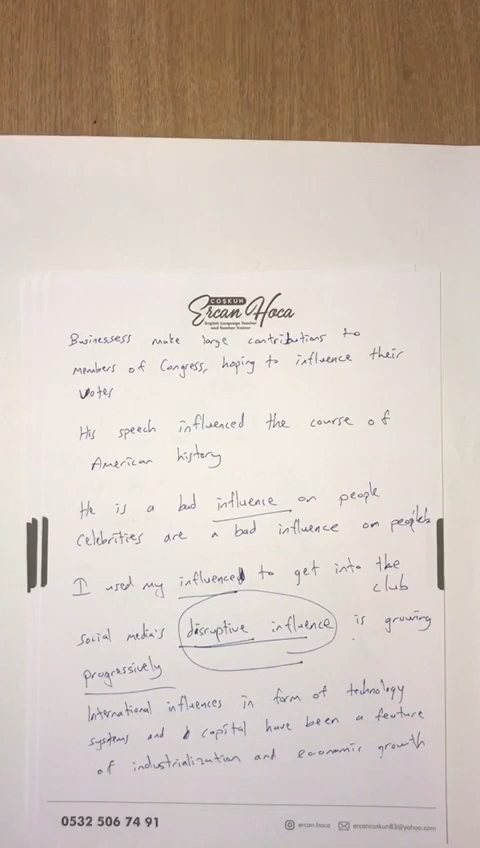 COŞKUN
Ercan Hoca
English Language Teacher
and Teacher Trainer
Businessess make large contributions to
members of Congress, hoping to influence their
votes
His speech influenced the course of
American history
He is a bad influence on people
Celebrities are a bad influence on people
I used my influence to get into the
club
Social media's disruptive influence is growing
progressively
International influences in form of technology
systems and capital have been a feature
of industrialization and economic growth
0532 506 74 91
ercan.hoca
ercancoskun83@yahoo.com